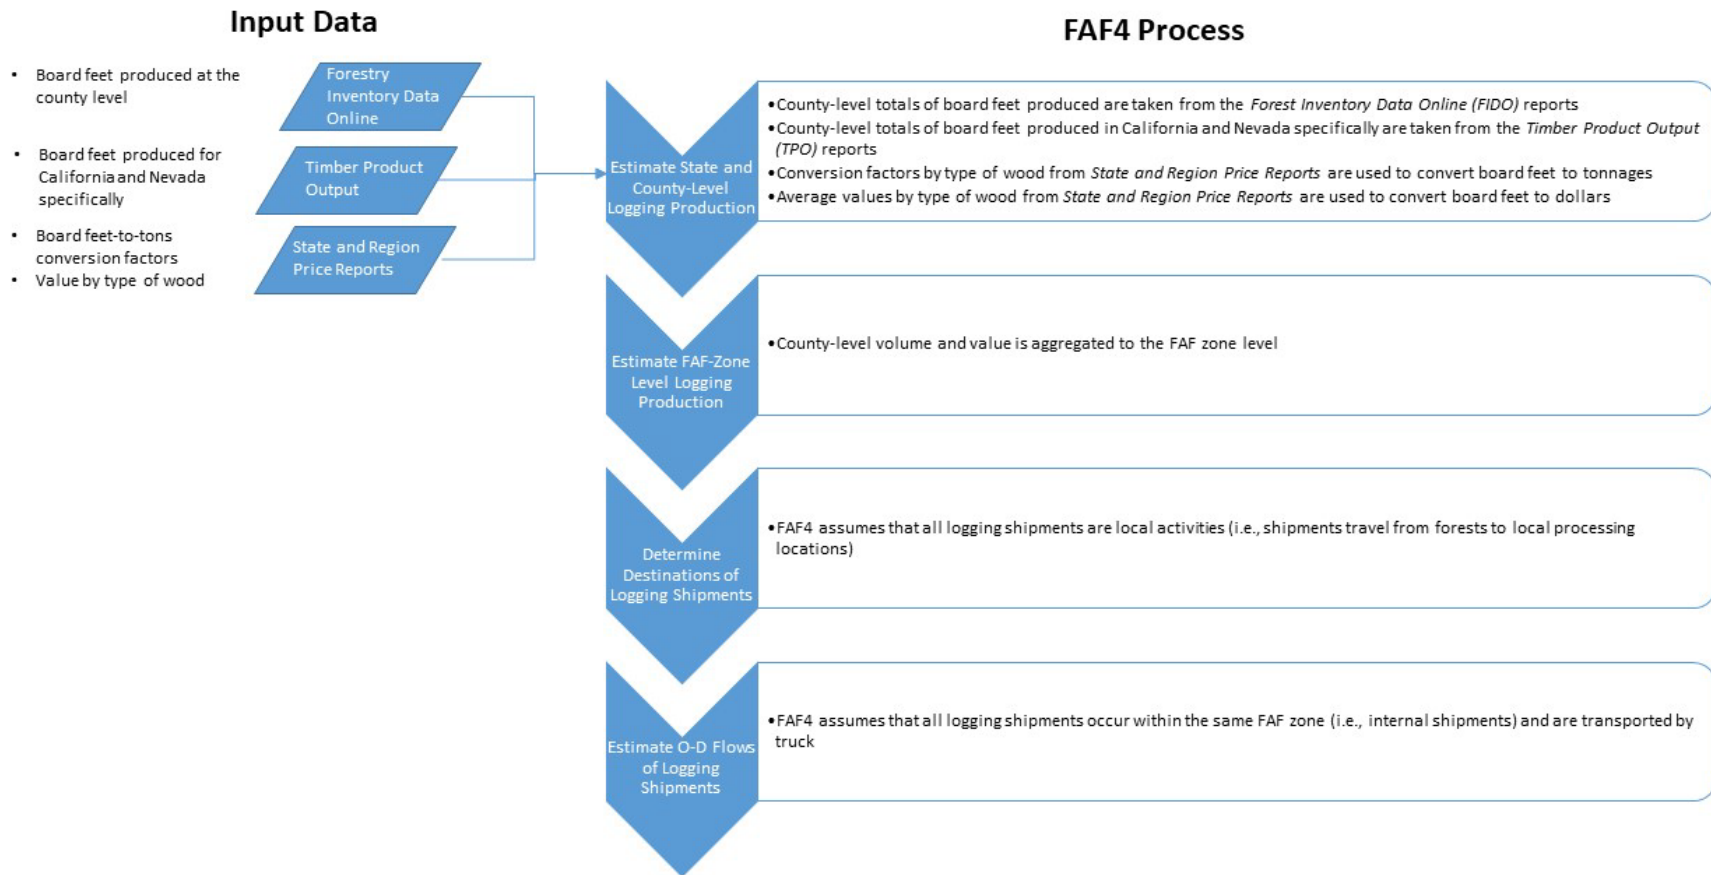 Input Data
FAF4 Process
• Board feet produced at the
county level
Forestry
Inventory Data
Online
• Board feet produced for
California and Nevada
specifically
Timber Product
Output
• Board feet-to-tons
conversion factors
• Value by type of wood
State and Region
Price Reports
Estimate State and
County-Level
Logging Production
•County-level totals of board feet produced are taken from the Forest Inventory Data Online (FIDO) reports
•County-level totals of board feet produced in California and Nevada specifically are taken from the Timber Product Output
(TPO) reports
•Conversion factors by type of wood from State and Region Price Reports are used to convert board feet to tonnages
•Average values by type of wood from State and Region Price Reports are used to convert board feet to dollars
Estimate FAF-Zone
Level Logging
Production
•County-level volume and value is aggregated to the FAF zone level
Determine
Destinations of
Logging Shipments
•FAF4 assumes that all logging shipments are local activities (i.e., shipments travel from forests to local processing
locations)
Estimate O-D Flows
of Logging
Shipments
•FAF4 assumes that all logging shipments occur within the same FAF zone (i.e., internal shipments) and are transported by
truck